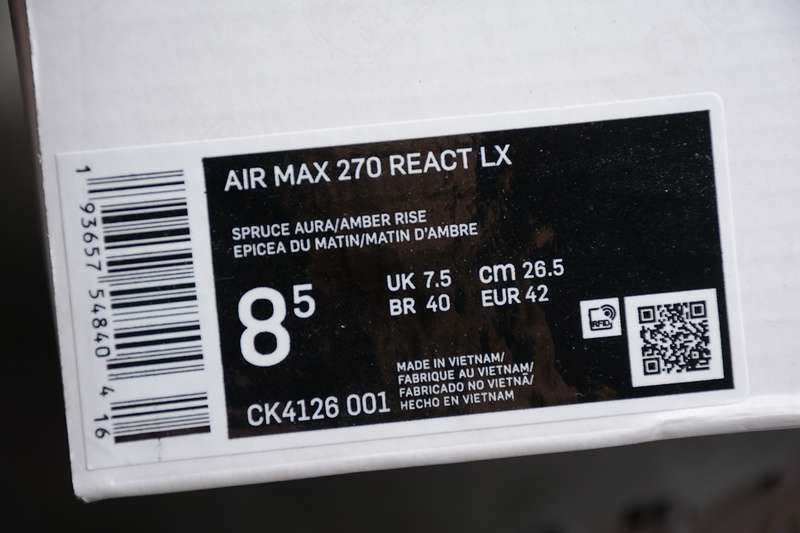 AIR MAX 270 REACT LX
SPRUCE AURA/AMBER RISE
EPICEA DU MATIN/MATIN D'AMBRE
8 5
UK 7.5 cm 26.5
BR 40 EUR 42
RFID
MADE IN VIETNAM/
FABRIQUE AU VIETNAM/
FABRICADO NO VIETNÃ/
HECHO EN VIETNAM
CK4126 001
1 93657 54840 4 16